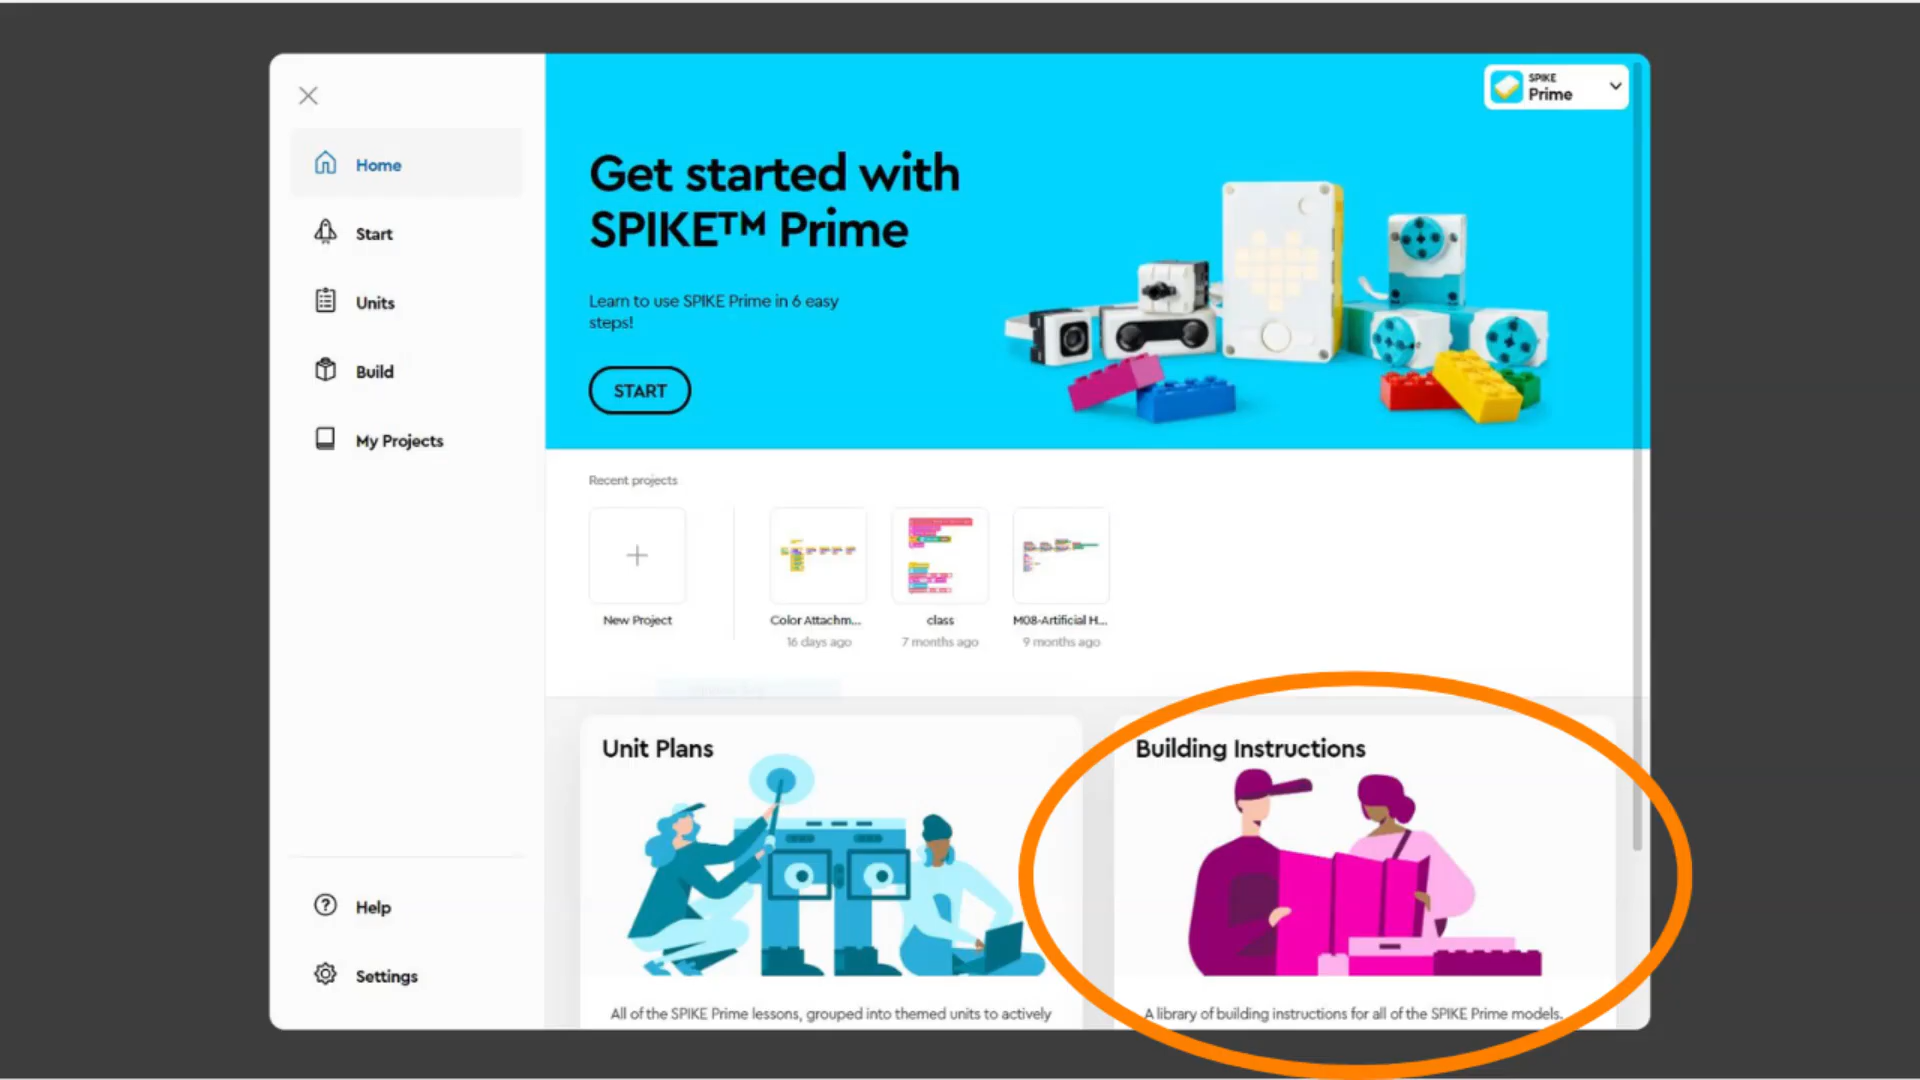 SPIKE
Prime
Home
Start
Units
Build
My Projects
Help
Settings
Get started with
SPIKE™ Prime
Learn to use SPIKE Prime in 6 easy
steps!
START
Recent projects
New Project
Color Attachm...
16 days ago
class
7 months ago
M08-Artificial H...
9 months ago
Unit Plans
All of the SPIKE Prime lessons, grouped into themed units to actively
Building Instructions
A library of building instructions for all of the SPIKE Prime models.